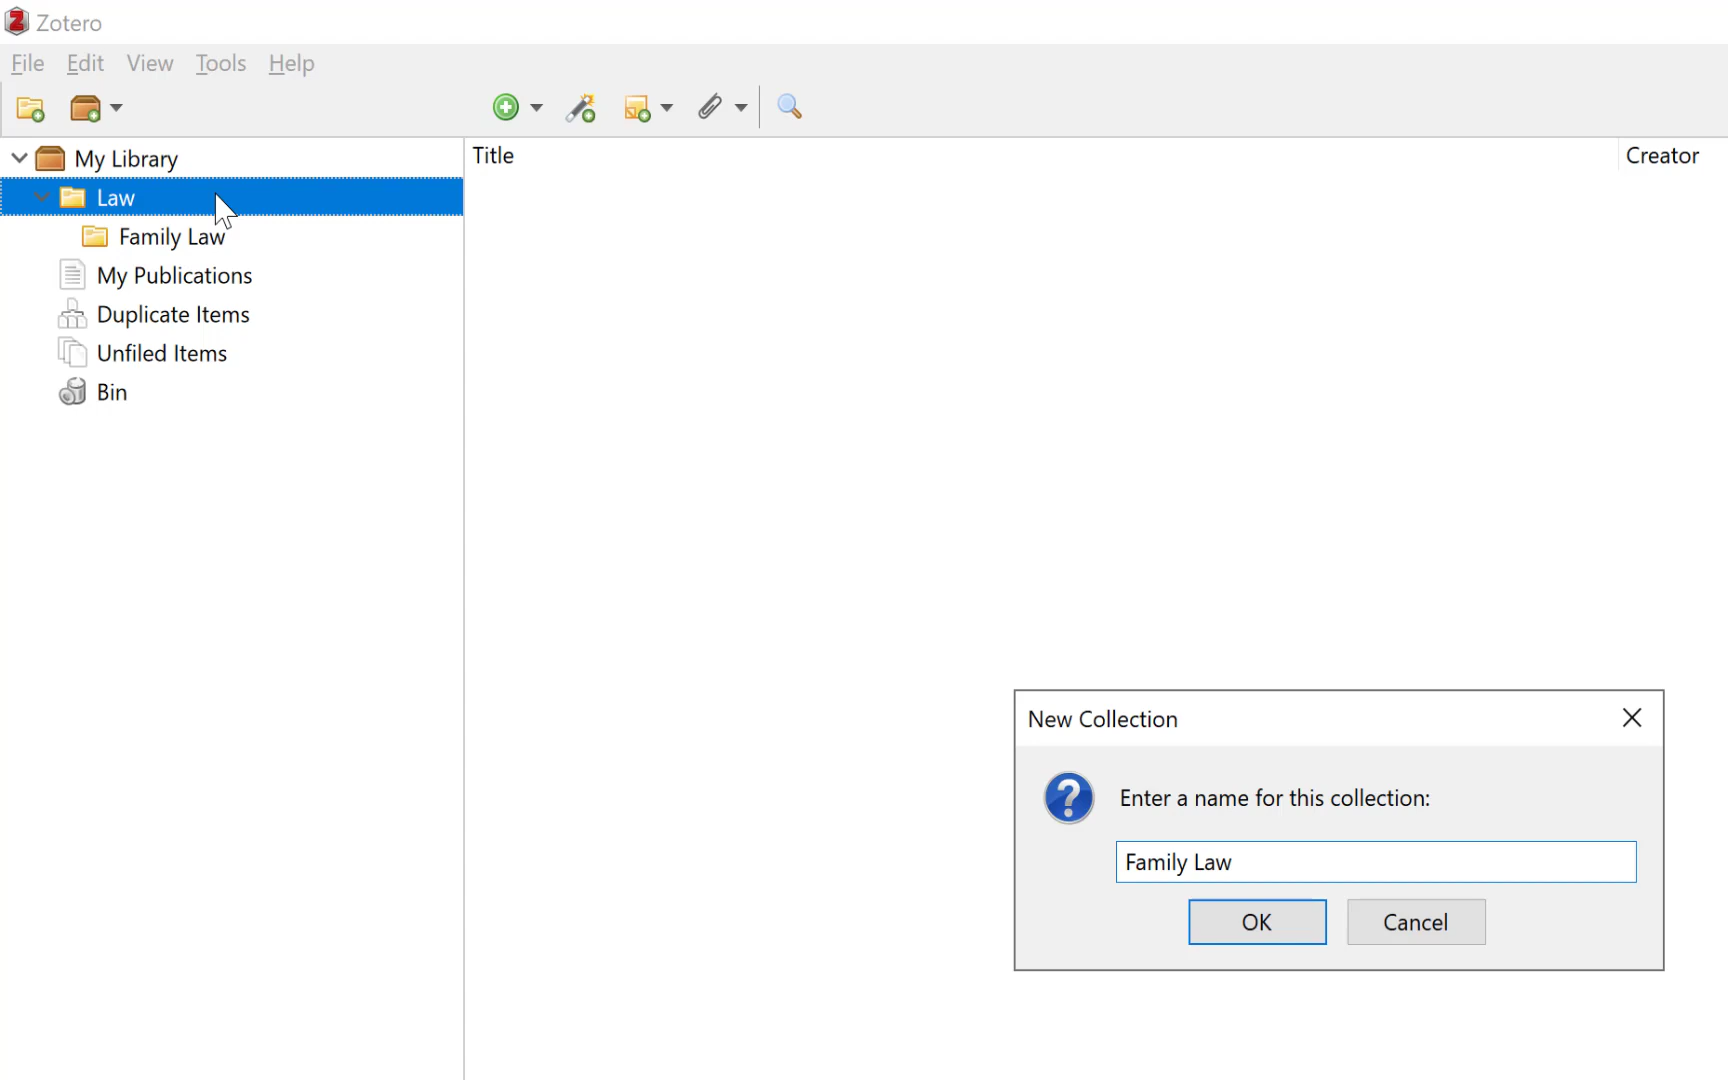 Zotero
File Edit View Tools Help
Title Creator
My Library
Law
Family Law
My Publications
Duplicate Items
Unfiled Items
Bin
New Collection
Enter a name for this collection:
Family Law
OK Cancel